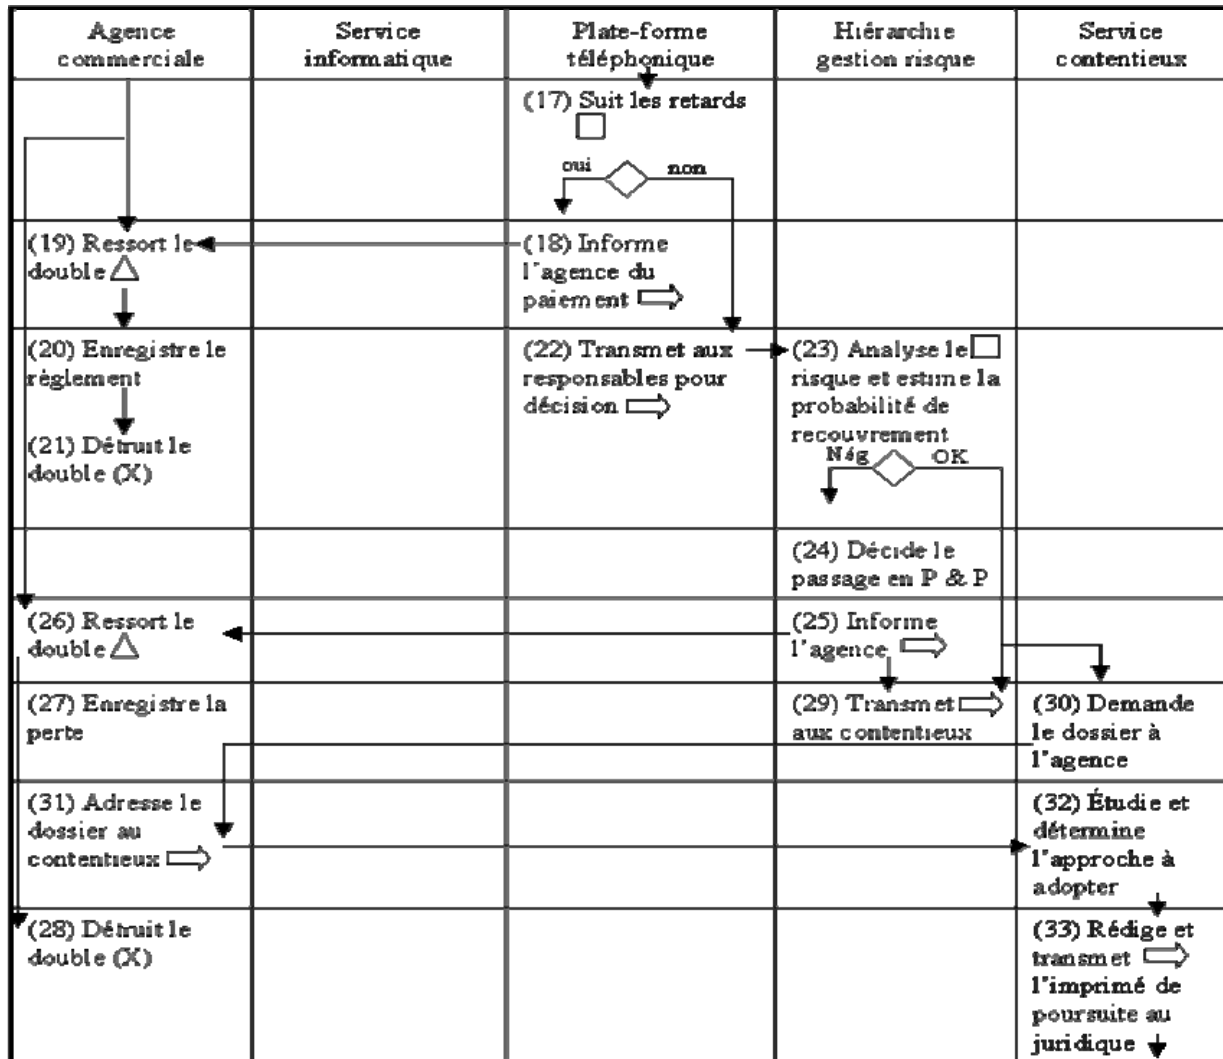 Agence
commerciale
Service
informatique
Plate-forme
téléphonique
Hiérarchie
gestion risque
Service
contentieux
(17) Suit les retards
oui
non
(19) Ressort le
double
(18) Informe
l'agence du
paiement
(20) Enregistre le
règlement
(21) Détruit le
double (X)
(22) Transmet aux
responsables pour
décision
(23) Analyse le
risque et estime la
probabilité de
recouvrement
Nég
OK
(24) Décide le
passage en P & P
(26) Ressort le
double
(25) Informe
l'agence
(27) Enregistre la
perte
(29) Transmet
aux contentieux
(30) Demande
le dossier à
l'agence
(31) Adresse le
dossier au
contentieux
(32) Étudie et
détermine
l'approche à
adopter
(28) Détruit le
double (X)
(33) Rédige et
transmet
l'imprimé de
poursuite au
juridique